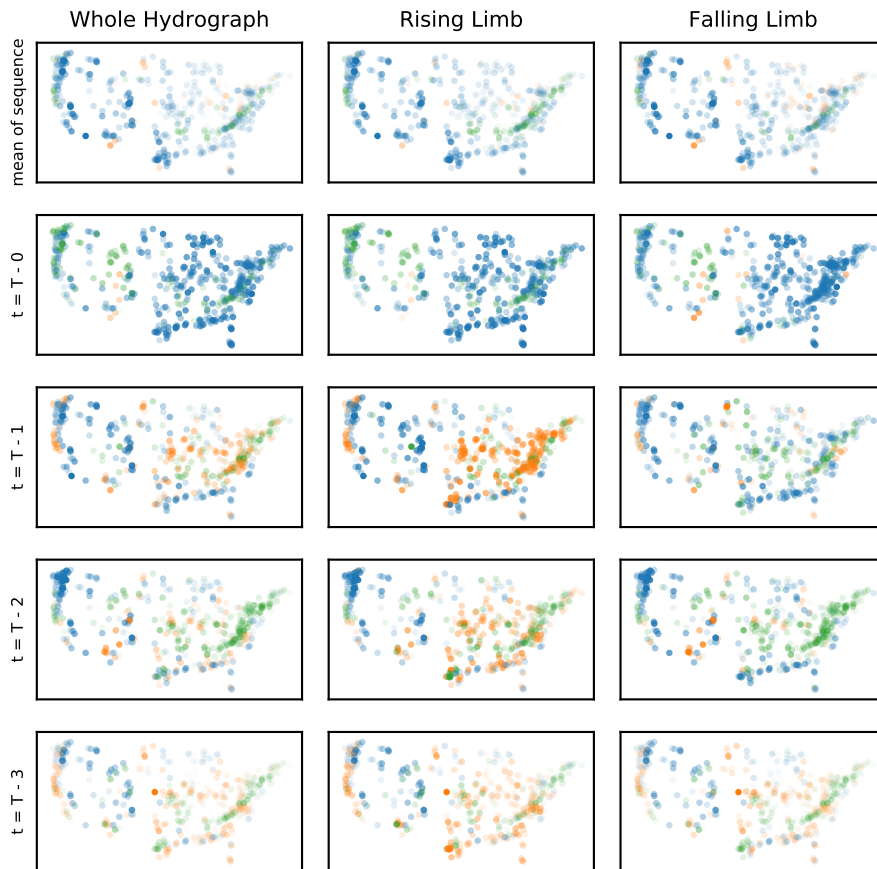 Whole Hydrograph Rising Limb Falling Limb
mean of sequence
t = T - 0
t = T - 1
t = T - 2
t = T - 3